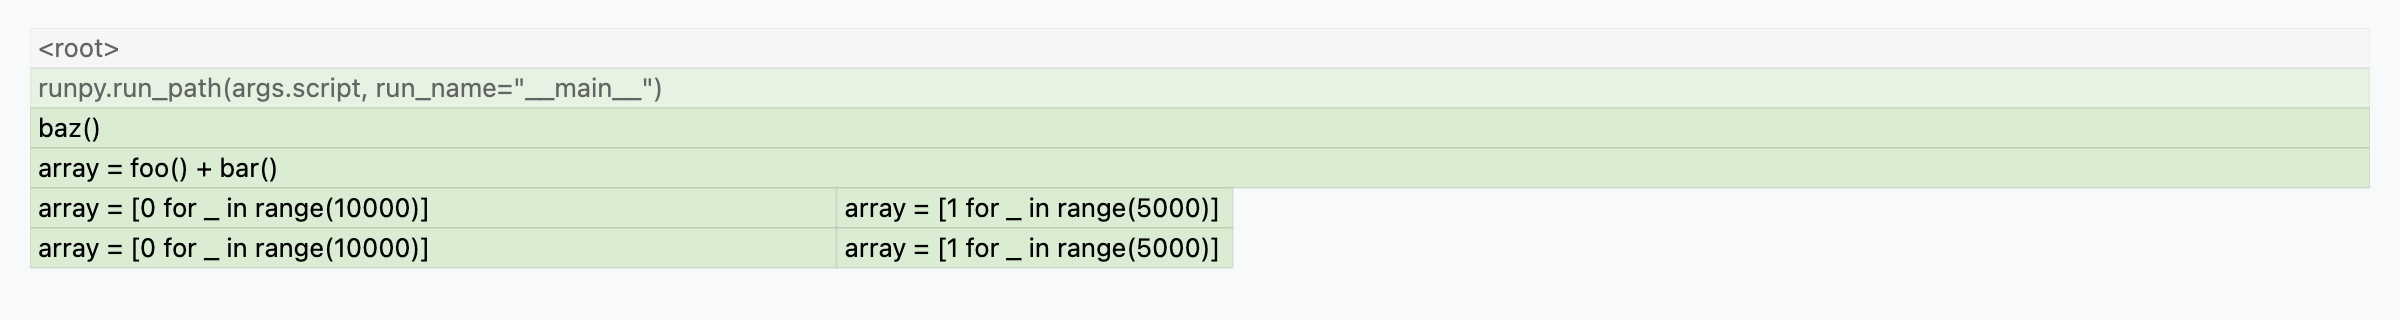 <root>
runpy.run_path(args.script, run_name="__main__")
baz()
array = foo() + bar()
array = [0 for _ in range(10000)] array = [1 for _ in range(5000)]
array = [0 for _ in range(10000)] array = [1 for _ in range(5000)]